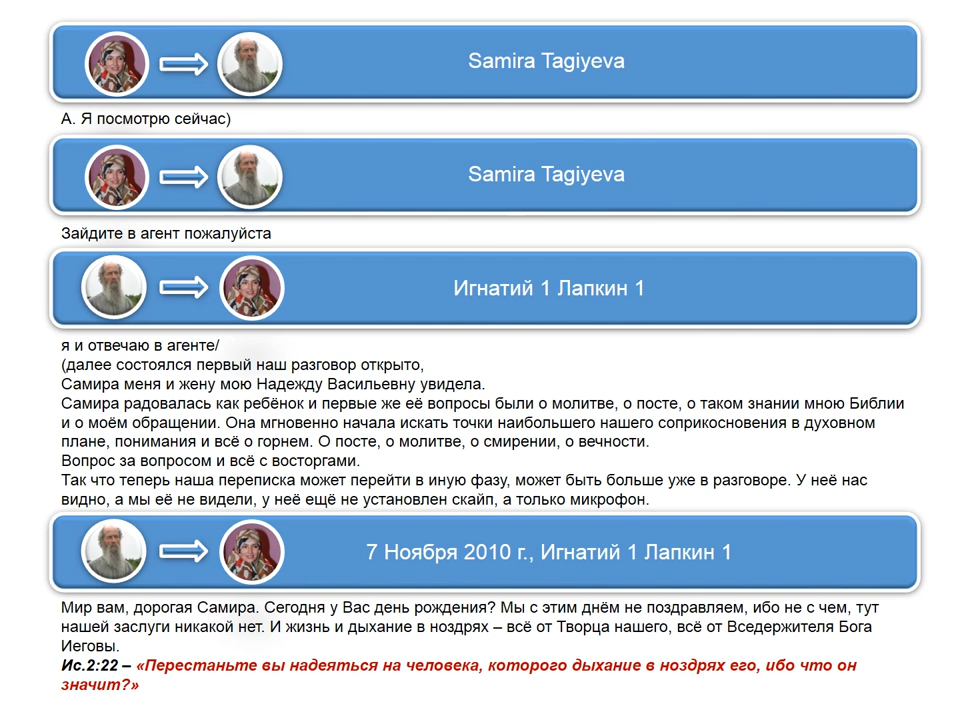 Samira Tagiyeva
А. Я посмотрю сейчас)
Samira Tagiyeva
Зайдите в агент пожалуйста
Игнатий 1 Лапкин 1
я и отвечаю в агенте/
(далее состоялся первый наш разговор открыто,
Самира меня и жену мою Надежду Васильевну увидела.
Самира радовалась как ребёнок и первые же её вопросы были о молитве, о посте, о таком знании мною Библии
и о моём обращении. Она мгновенно начала искать точки наибольшего нашего соприкосновения в духовном
плане, понимания и всё о горнем. О посте, о молитве, о смирении, о вечности.
Вопрос за вопросом и всё с восторгами.
Так что теперь наша переписка может перейти в иную фазу, может быть больше уже в разговоре. У неё нас
видно, а мы её не видели, у неё ещё не установлен скайп, а только микрофон.
7 Ноября 2010 г., Игнатий 1 Лапкин 1
Мир вам, дорогая Самира. Сегодня у Вас день рождения? Мы с этим днём не поздравляем, ибо не с чем, тут
нашей заслуги никакой нет. И жизнь и дыхание в ноздрях – всё от Творца нашего, всё от Вседержителя Бога
Иеговы.
Ис.2:22 – «Перестаньте вы надеяться на человека, которого дыхание в ноздрях его, ибо что он
значит?»